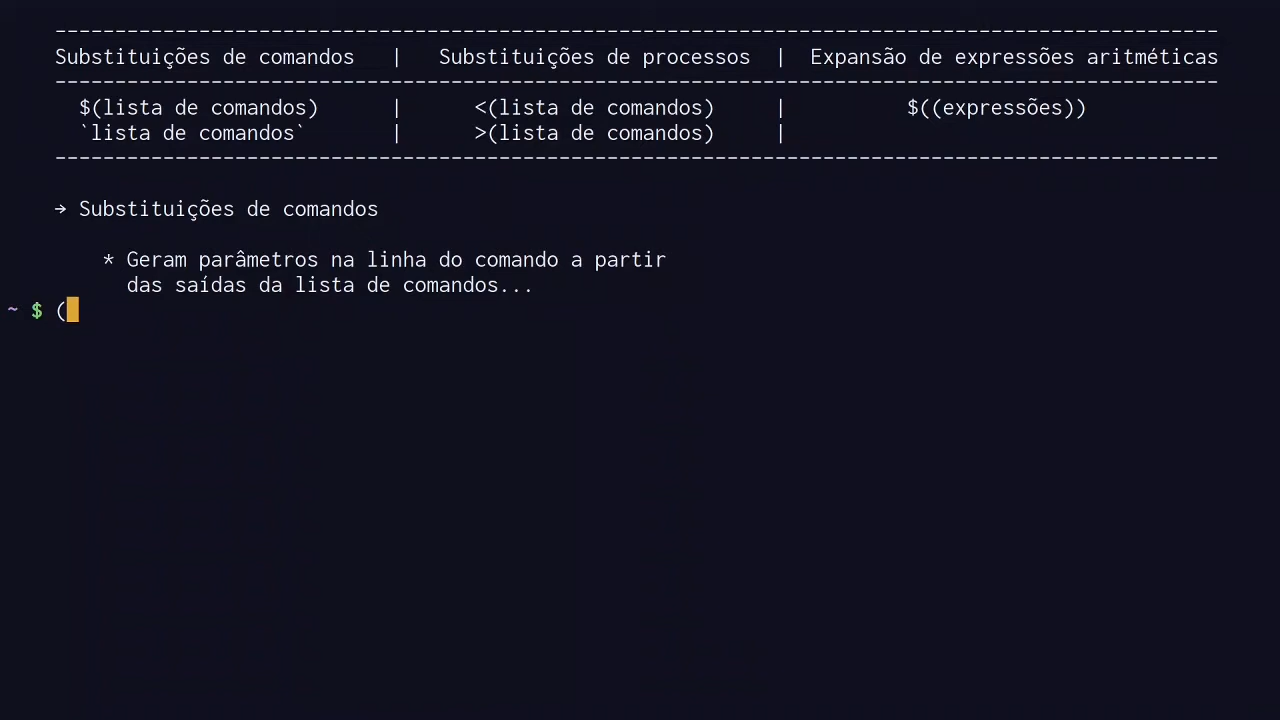 -------------------------------------------------------------------------------------------------
Substituições de comandos | Substituições de processos | Expansão de expressões aritméticas
-------------------------------------------------------------------------------------------------
$(lista de comandos) | <(lista de comandos) | $((expressões))
`lista de comandos` | >(lista de comandos) |
-------------------------------------------------------------------------------------------------
→ Substituições de comandos
* Geram parâmetros na linha do comando a partir
das saídas da lista de comandos...
~ $ (